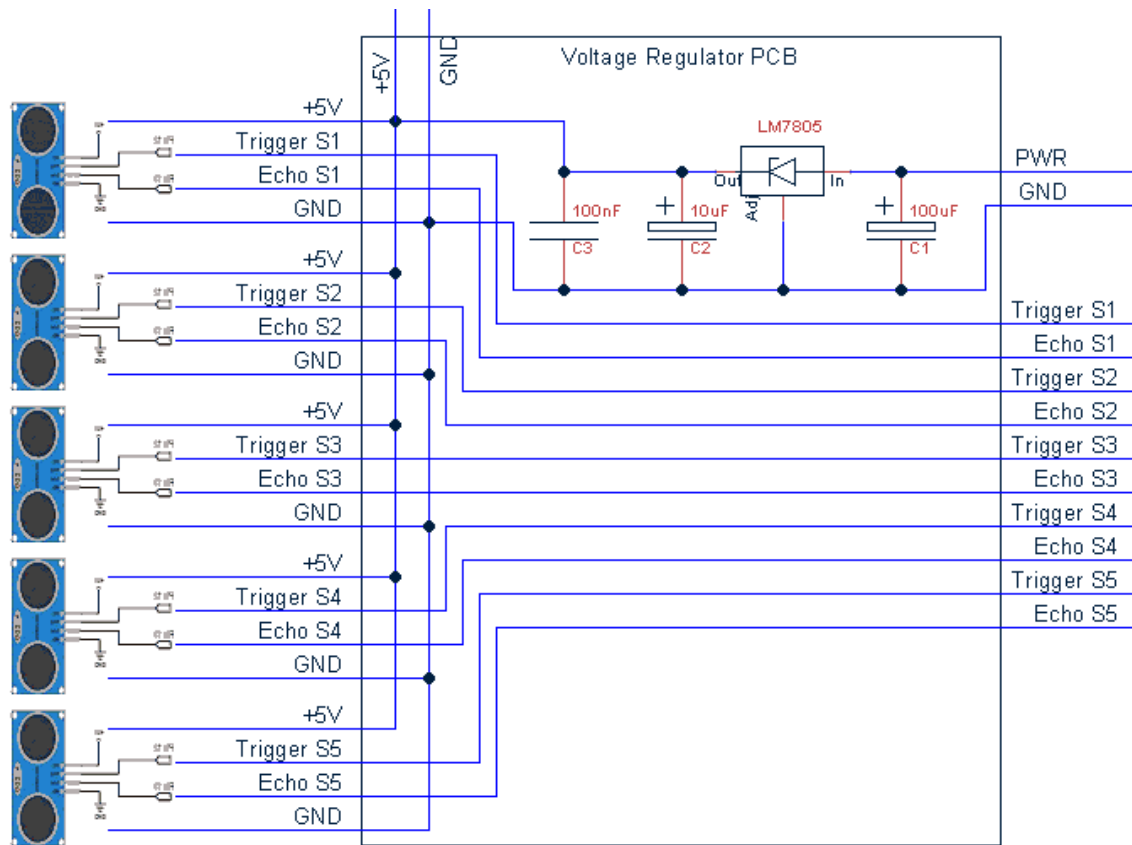 +5V
GND
Voltage Regulator PCB
+5V
Trigger S1
Echo S1
GND
LM7805
Out
In
Adj
PWR
GND
100nF
C3
+
10uF
C2
+
100uF
C1
+5V
Trigger S2
Echo S2
GND
+5V
Trigger S3
Echo S3
GND
+5V
Trigger S4
Echo S4
GND
+5V
Trigger S5
Echo S5
GND
Trigger S1
Echo S1
Trigger S2
Echo S2
Trigger S3
Echo S3
Trigger S4
Echo S4
Trigger S5
Echo S5